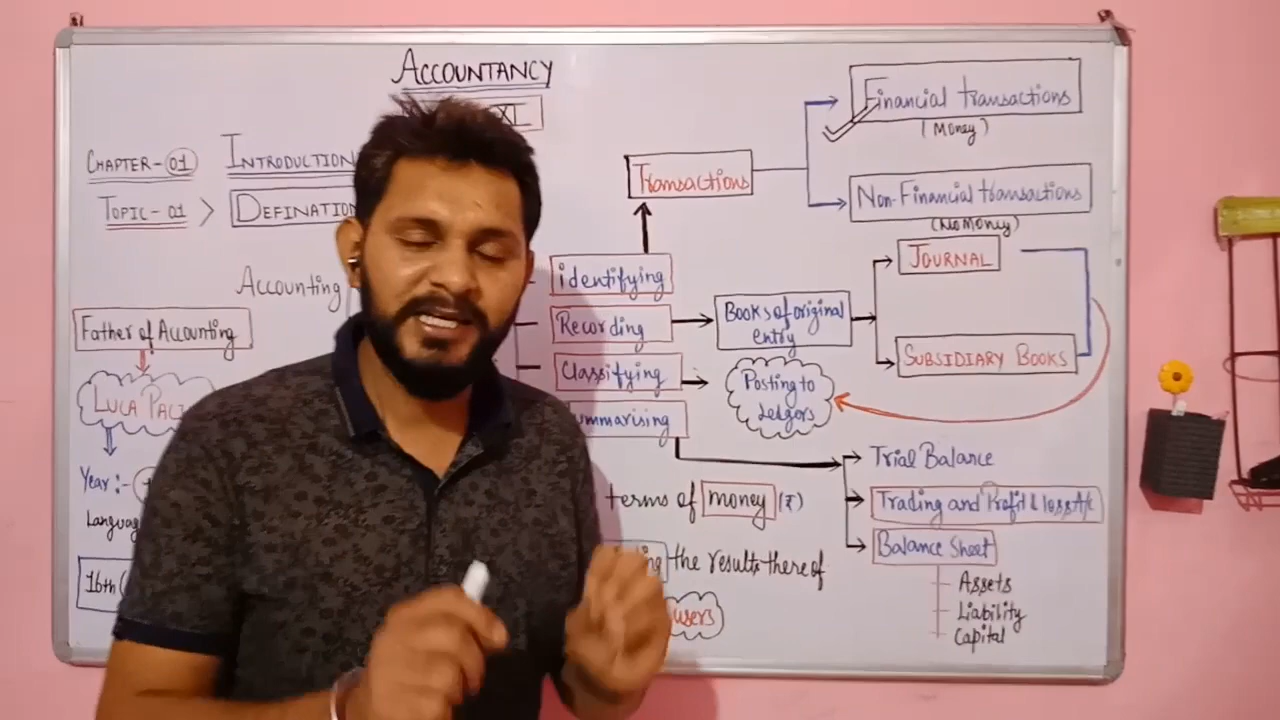 ACCOUNTANCY
XI
CHAPTER-01 INTRODUCTION
TOPIC-01 > DEFINATION
Accounting
Father of Accounting
LUCA
Year:-
16th
identifying
Recording
Classifying
Transactions
Financial transactions
(Money)
Non-Financial transactions
(No Money)
Books of original
entry
JOURNAL
SUBSIDIARY BOOKS
Posting to
Ledgers
Trial Balance
Trading and Profit & loss A/c
Balance Sheet
Assets
Liability
Capital
terms of money (₹)
the results there of
users